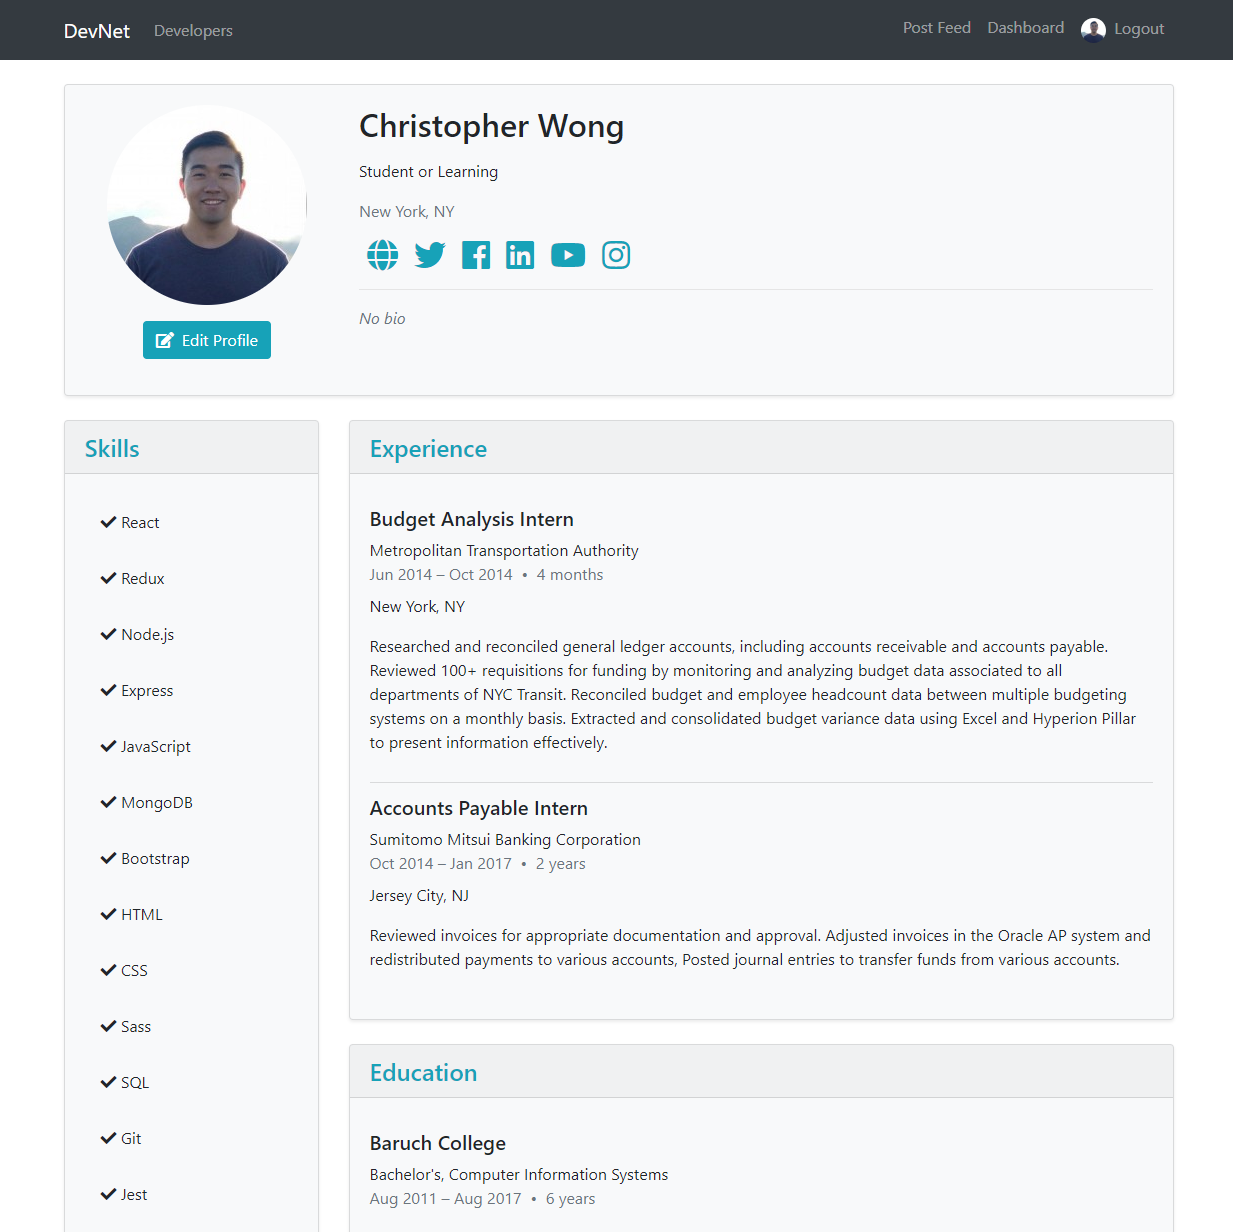 DevNet Developers Post Feed Dashboard Logout
Christopher Wong
Student or Learning
New York, NY
No bio
Edit Profile
Skills
React
Redux
Node.js
Express
JavaScript
MongoDB
Bootstrap
HTML
CSS
Sass
SQL
Git
Jest
Experience
Budget Analysis Intern
Metropolitan Transportation Authority
Jun 2014 – Oct 2014 • 4 months
New York, NY
Researched and reconciled general ledger accounts, including accounts receivable and accounts payable.
Reviewed 100+ requisitions for funding by monitoring and analyzing budget data associated to all
departments of NYC Transit. Reconciled budget and employee headcount data between multiple budgeting
systems on a monthly basis. Extracted and consolidated budget variance data using Excel and Hyperion Pillar
to present information effectively.
Accounts Payable Intern
Sumitomo Mitsui Banking Corporation
Oct 2014 – Jan 2017 • 2 years
Jersey City, NJ
Reviewed invoices for appropriate documentation and approval. Adjusted invoices in the Oracle AP system and
redistributed payments to various accounts, Posted journal entries to transfer funds from various accounts.
Education
Baruch College
Bachelor's, Computer Information Systems
Aug 2011 – Aug 2017 • 6 years